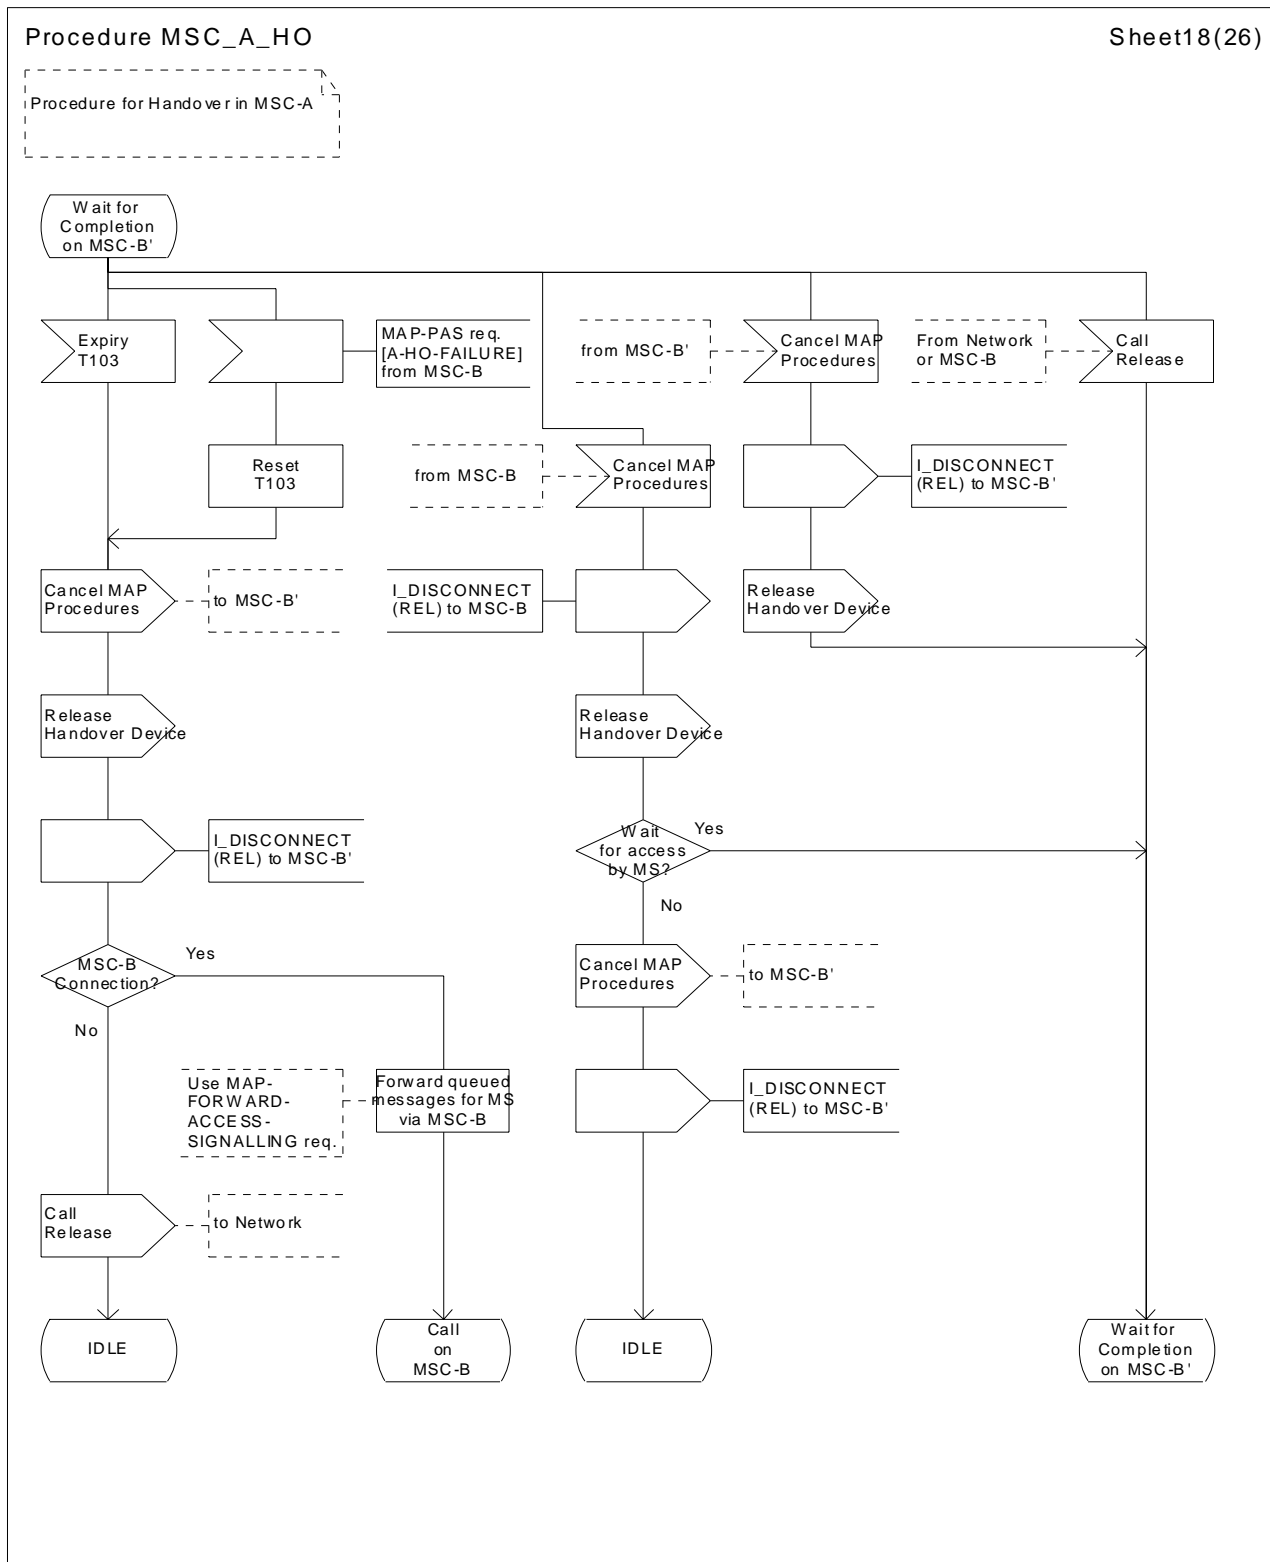 Procedure MSC_A_HO
Sheet18(26)
Procedure for Handover in MSC-A
Wait for
Completion
on MSC-B'
Expiry
T103
MAP-PAS req.
[A-HO-FAILURE]
from MSC-B
from MSC-B'
Cancel MAP
Procedures
From Network
or MSC-B
Call
Release
Reset
T103
from MSC-B
Cancel MAP
Procedures
I_DISCONNECT
(REL) to MSC-B'
Cancel MAP
Procedures
to MSC-B'
I_DISCONNECT
(REL) to MSC-B
Release
Handover Device
Release
Handover Device
Release
Handover Device
I_DISCONNECT
(REL) to MSC-B'
Wait
for access
by MS?
Yes
No
MSC-B
Connection?
Yes
No
Cancel MAP
Procedures
to MSC-B'
Use MAP-
FORWARD-
ACCESS-
SIGNALLING req.
Forward queued
messages for MS
via MSC-B
I_DISCONNECT
(REL) to MSC-B'
Call
Release
to Network
IDLE
Call
on
MSC-B
IDLE
Wait for
Completion
on MSC-B'